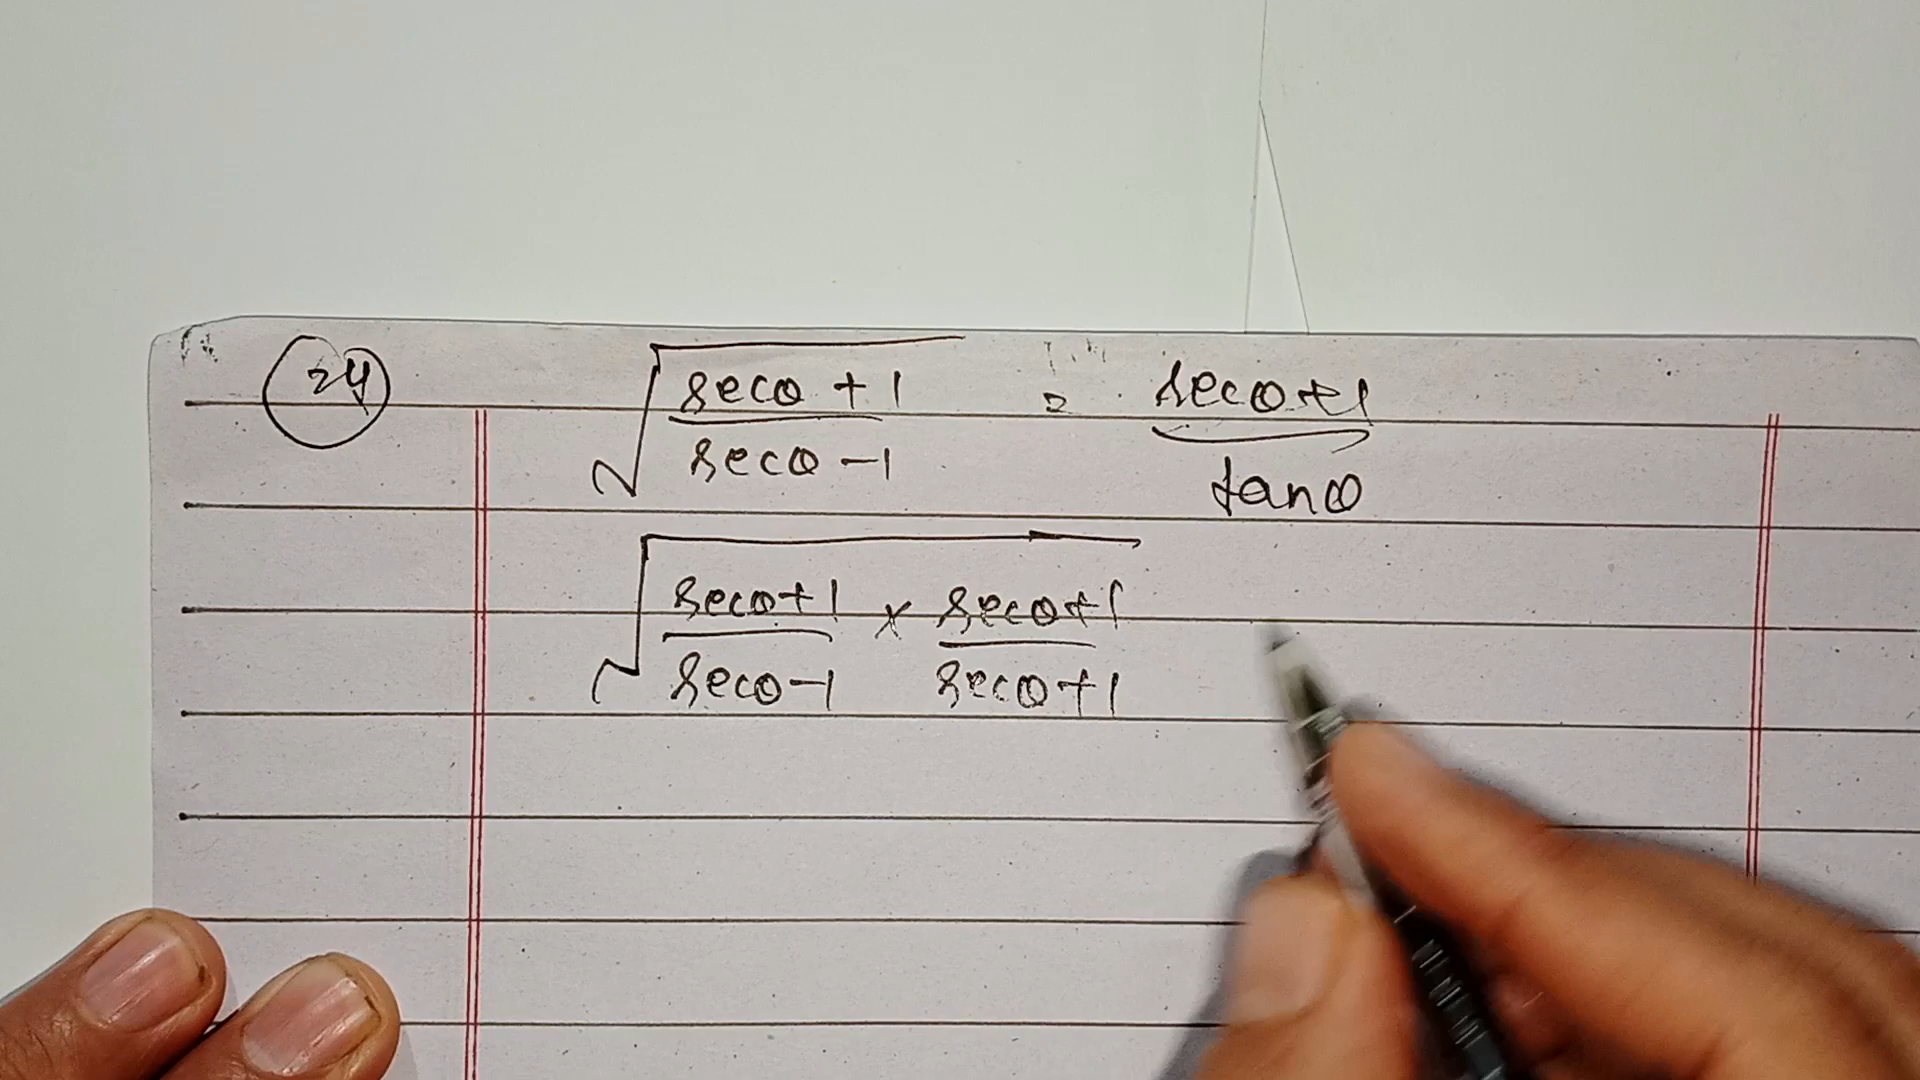 24
√((secθ + 1)/(secθ - 1)) = (secθ+1)/tanθ
√((secθ+1)/(secθ-1) × (secθ+1)/(secθ+1))